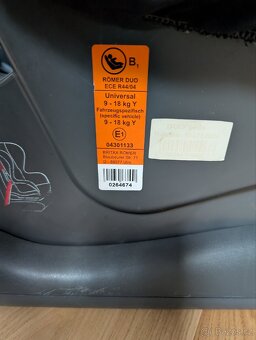 B₁
RÖMER DUO
ECE R44/04
Universal
9 - 18 kg Y
Fahrzeugspezifisch
(specific vehicle)
9 - 18 kg Y
E1
04301133
BRITAX RÖMER
0264674